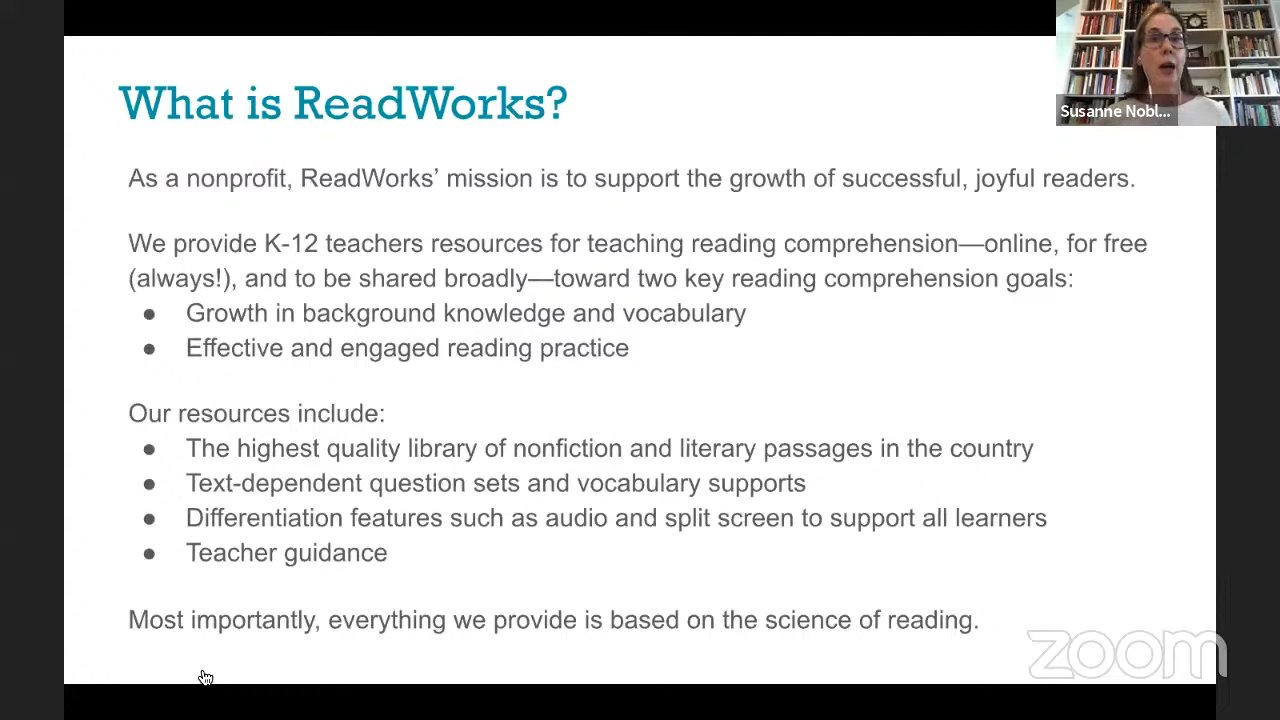 What is ReadWorks?
Susanne Nobl...
As a nonprofit, ReadWorks’ mission is to support the growth of successful, joyful readers.
We provide K-12 teachers resources for teaching reading comprehension—online, for free
(always!), and to be shared broadly—toward two key reading comprehension goals:
● Growth in background knowledge and vocabulary
● Effective and engaged reading practice
Our resources include:
● The highest quality library of nonfiction and literary passages in the country
● Text-dependent question sets and vocabulary supports
● Differentiation features such as audio and split screen to support all learners
● Teacher guidance
Most importantly, everything we provide is based on the science of reading.
zoom